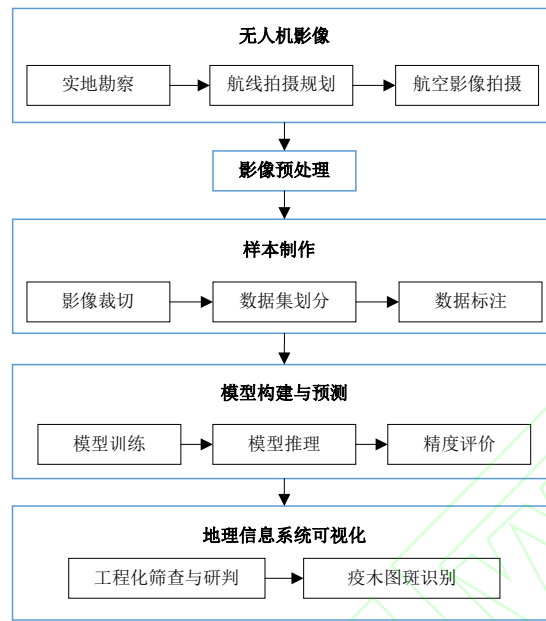 无人机影像
实地勘察 航线拍摄规划 航空影像拍摄
影像预处理
样本制作
影像裁切 数据集划分 数据标注
模型构建与预测
模型训练 模型推理 精度评价
地理信息系统可视化
工程化筛查与研判 疫木图斑识别